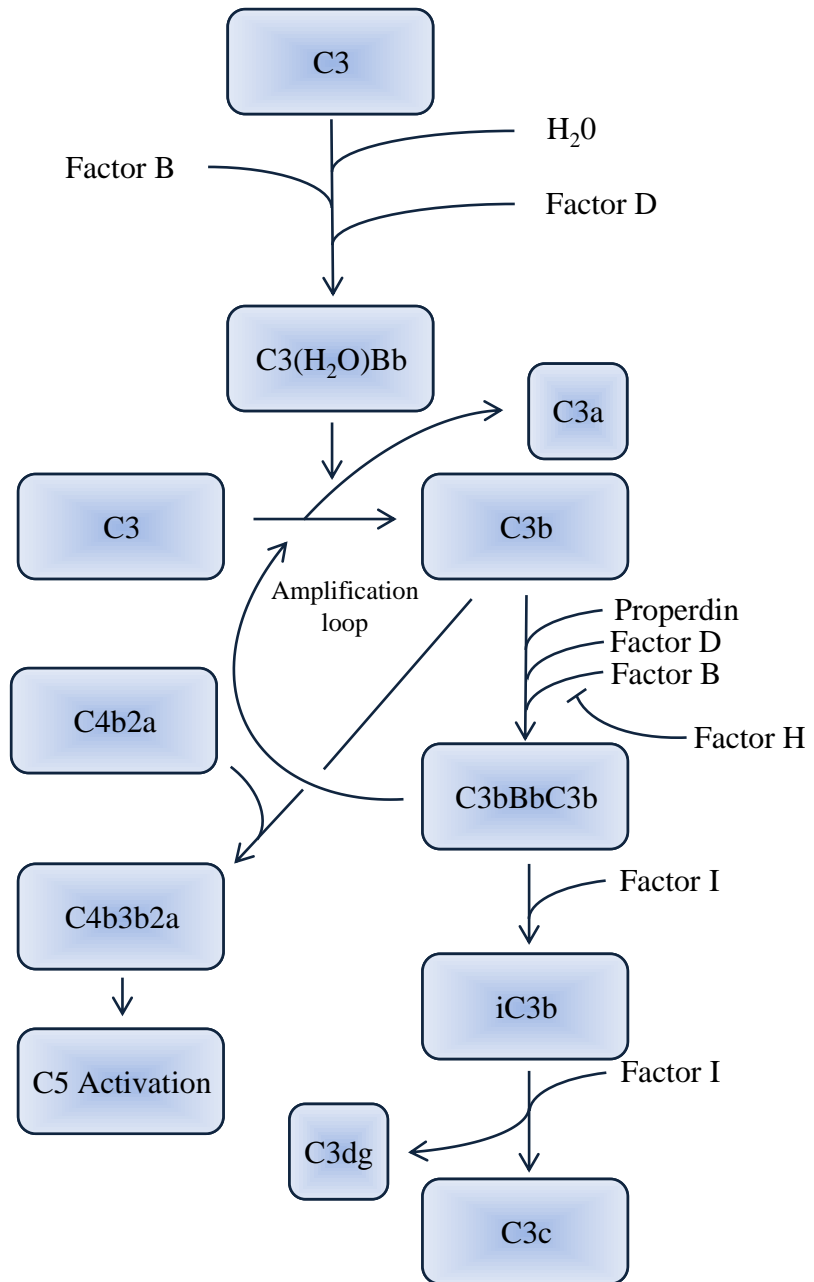 C3
H₂0
Factor B
Factor D
C3(H₂O)Bb
C3a
C3
C3b
Amplification
loop
Properdin
Factor D
Factor B
C4b2a
Factor H
C3bBbC3b
Factor I
C4b3b2a
iC3b
C5 Activation
Factor I
C3dg
C3c